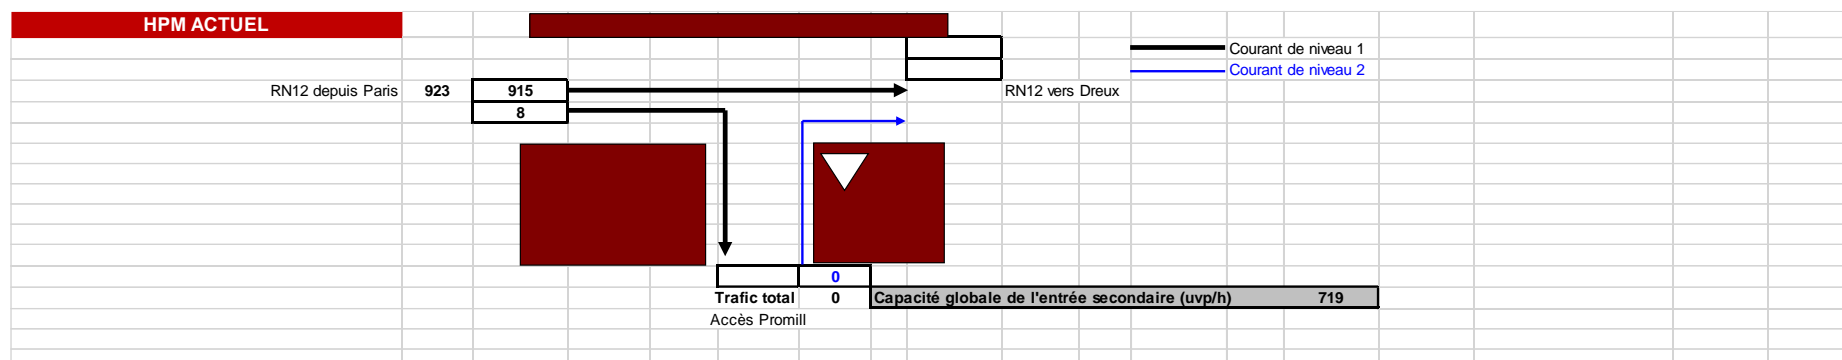 HPM ACTUEL
Courant de niveau 1
Courant de niveau 2
RN12 depuis Paris 923 915 RN12 vers Dreux
8
0
Trafic total 0 Capacité globale de l'entrée secondaire (uvp/h) 719
Accès Promill